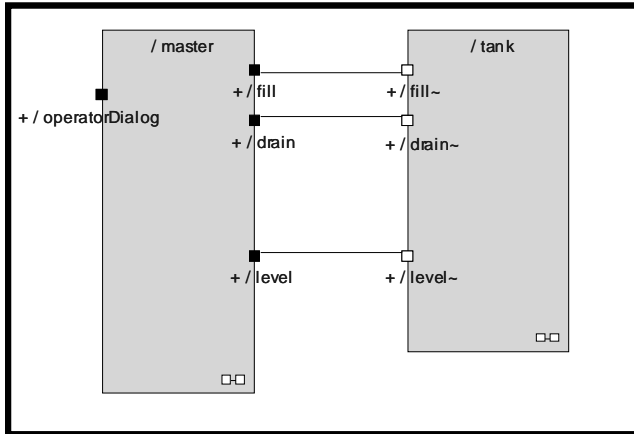 / master
/ tank
+ / fill
+ / fill~
+ / operatorDialog
+ / drain
+ / drain~
+ / level
+ / level~